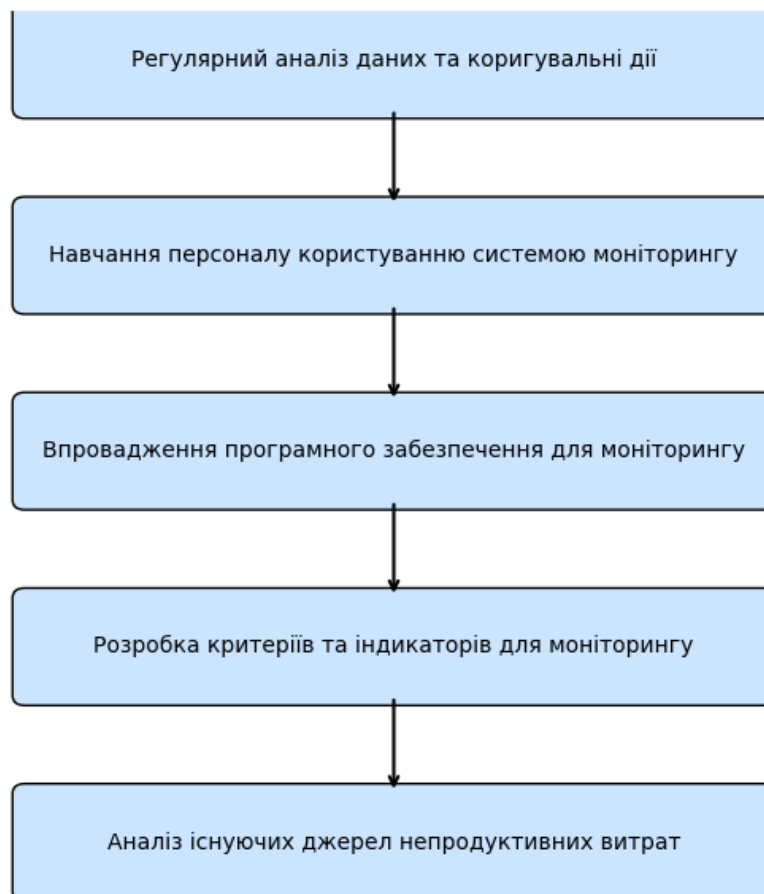 Регулярний аналіз даних та коригувальні дії
Навчання персоналу користуванню системою моніторингу
Впровадження програмного забезпечення для моніторингу
Розробка критеріїв та індикаторів для моніторингу
Аналіз існуючих джерел непродуктивних витрат